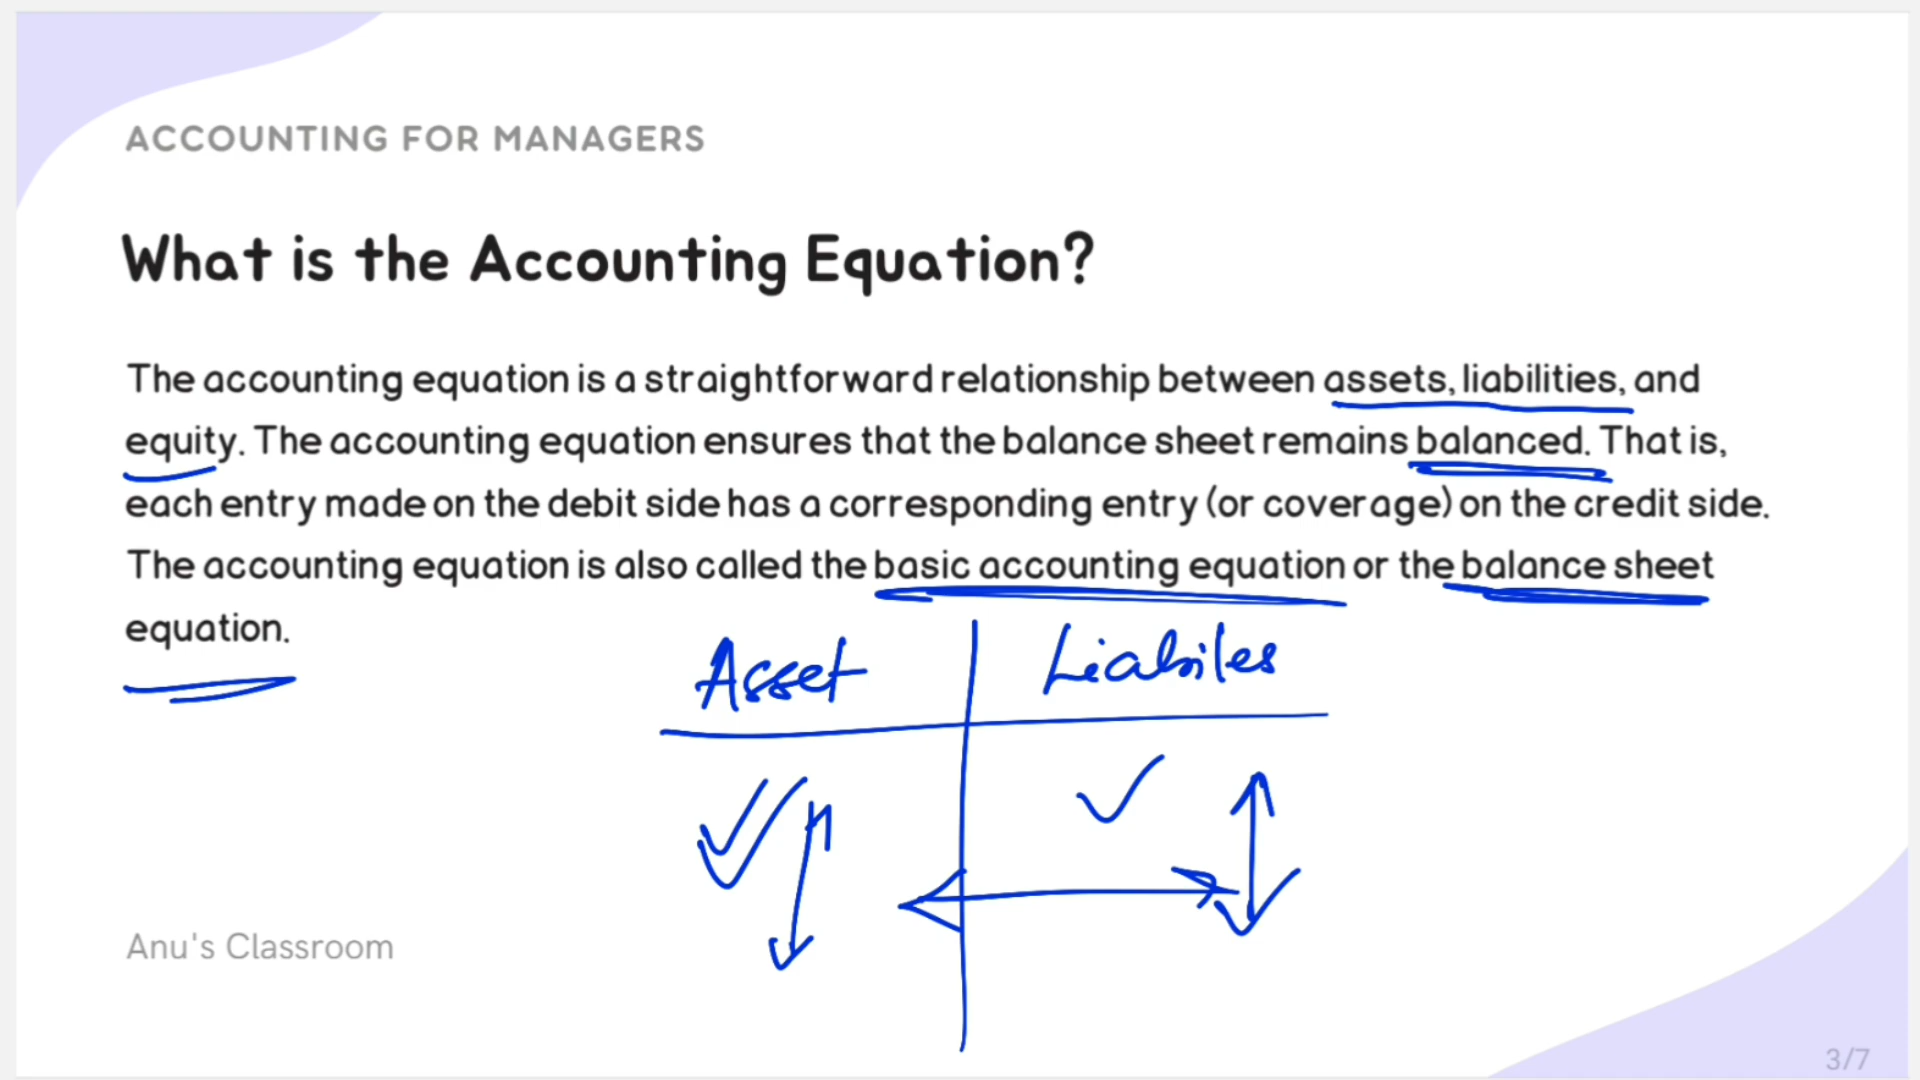 ACCOUNTING FOR MANAGERS
What is the Accounting Equation?
The accounting equation is a straightforward relationship between assets, liabilities, and
equity. The accounting equation ensures that the balance sheet remains balanced. That is,
each entry made on the debit side has a corresponding entry (or coverage) on the credit side.
The accounting equation is also called the basic accounting equation or the balance sheet
equation.
Asset Liabiles
Anu's Classroom
3/7